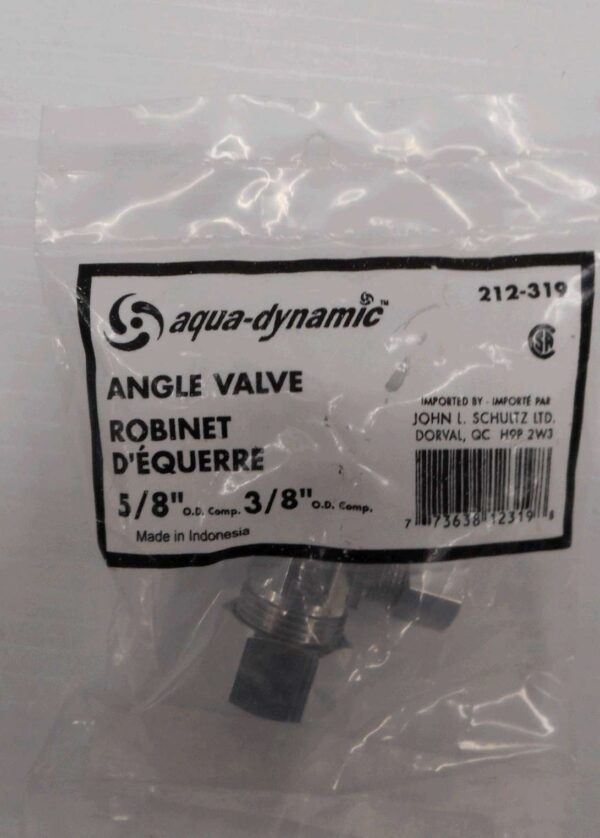 aqua-dynamic™
212-319
ANGLE VALVE
ROBINET
D'ÉQUERRE
5/8" O.D. Comp. 3/8" O.D. Comp.
Made in Indonesia
IMPORTED BY - IMPORTÉ PAR
JOHN L. SCHULTZ LTD.
DORVAL, QC H9P 2W3
7 73638 12319 8